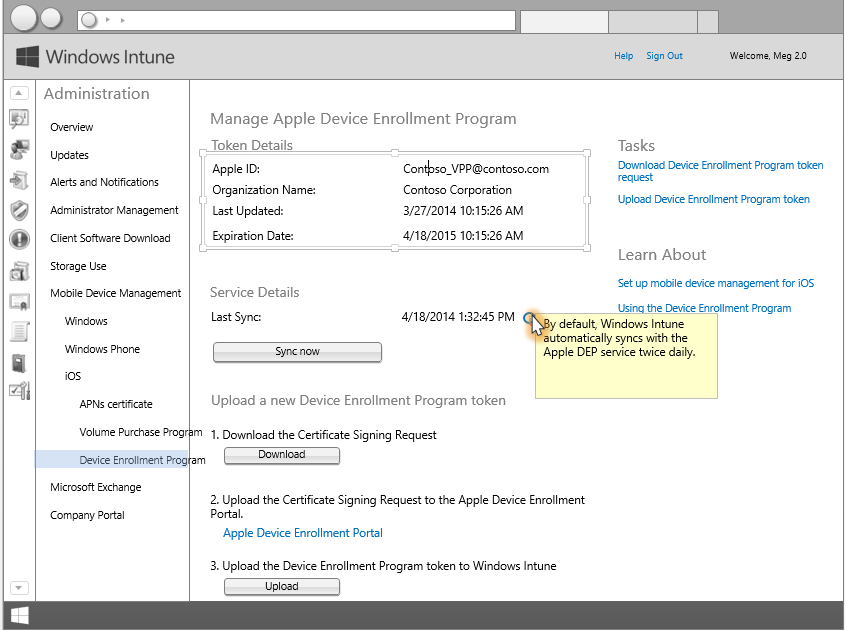 Windows Intune
Help
Sign Out
Welcome, Meg 2.0
Administration
Overview
Updates
Alerts and Notifications
Administrator Management
Client Software Download
Storage Use
Mobile Device Management
Windows
Windows Phone
iOS
APNs certificate
Volume Purchase Program
Device Enrollment Program
Microsoft Exchange
Company Portal
Manage Apple Device Enrollment Program
Token Details
Apple ID: Contoso_VPP@contoso.com
Organization Name: Contoso Corporation
Last Updated: 3/27/2014 10:15:26 AM
Expiration Date: 4/18/2015 10:15:26 AM
Service Details
Last Sync: 4/18/2014 1:32:45 PM
By default, Windows Intune
automatically syncs with the
Apple DEP service twice daily.
Sync now
Upload a new Device Enrollment Program token
1. Download the Certificate Signing Request
Download
2. Upload the Certificate Signing Request to the Apple Device Enrollment
Portal.
Apple Device Enrollment Portal
3. Upload the Device Enrollment Program token to Windows Intune
Upload
Tasks
Download Device Enrollment Program token
request
Upload Device Enrollment Program token
Learn About
Set up mobile device management for iOS
Using the Device Enrollment Program